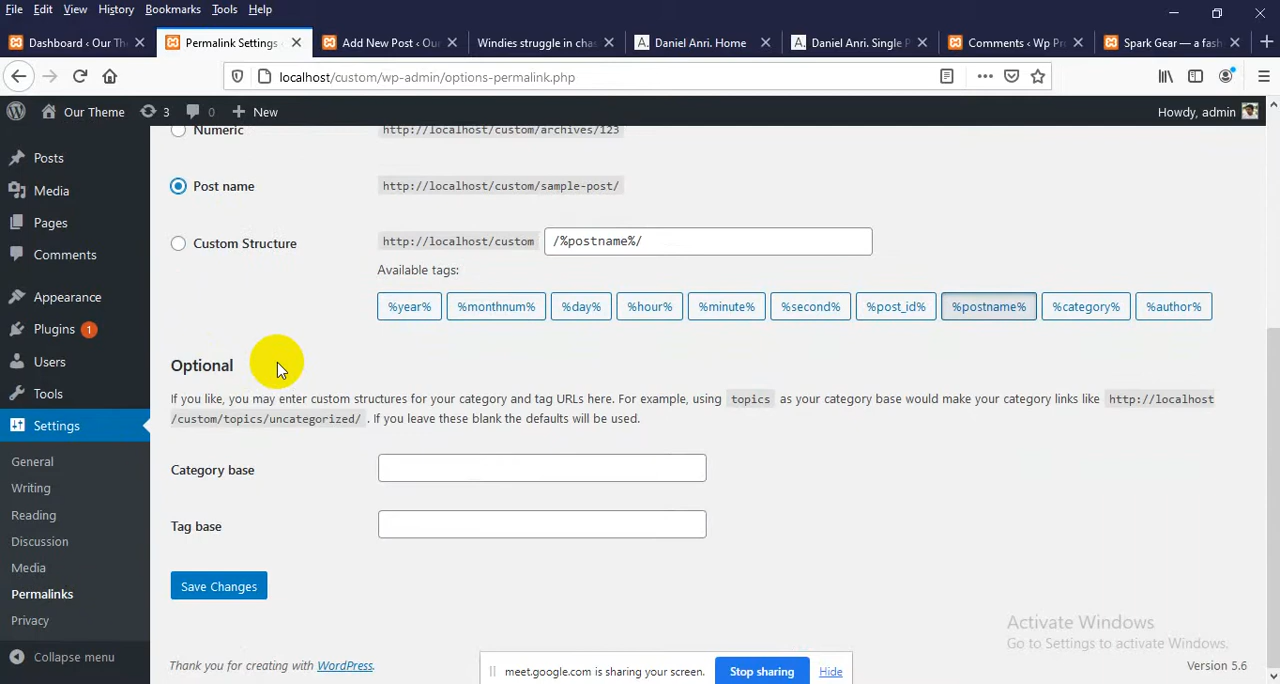 File Edit View History Bookmarks Tools Help
Dashboard ‹ Our The
Permalink Settings ‹
Add New Post ‹ Our
Windies struggle in chas
A. Daniel Anri. Home
A. Daniel Anri. Single P
Comments ‹ Wp Pr
Spark Gear — a fash
localhost/custom/wp-admin/options-permalink.php
Our Theme 3 0 New
Howdy, admin
Posts
Media
Pages
Comments
Appearance
Plugins 1
Users
Tools
Settings
General
Writing
Reading
Discussion
Media
Permalinks
Privacy
Collapse menu
Numeric http://localhost/custom/archives/123
Post name http://localhost/custom/sample-post/
Custom Structure http://localhost/custom /%postname%/
Available tags:
%year% %monthnum% %day% %hour% %minute% %second% %post_id% %postname% %category% %author%
Optional
If you like, you may enter custom structures for your category and tag URLs here. For example, using topics as your category base would make your category links like http://localhost
/custom/topics/uncategorized/ . If you leave these blank the defaults will be used.
Category base
Tag base
Save Changes
Activate Windows
Go to Settings to activate Windows.
Thank you for creating with WordPress.
Version 5.6
meet.google.com is sharing your screen. Stop sharing Hide